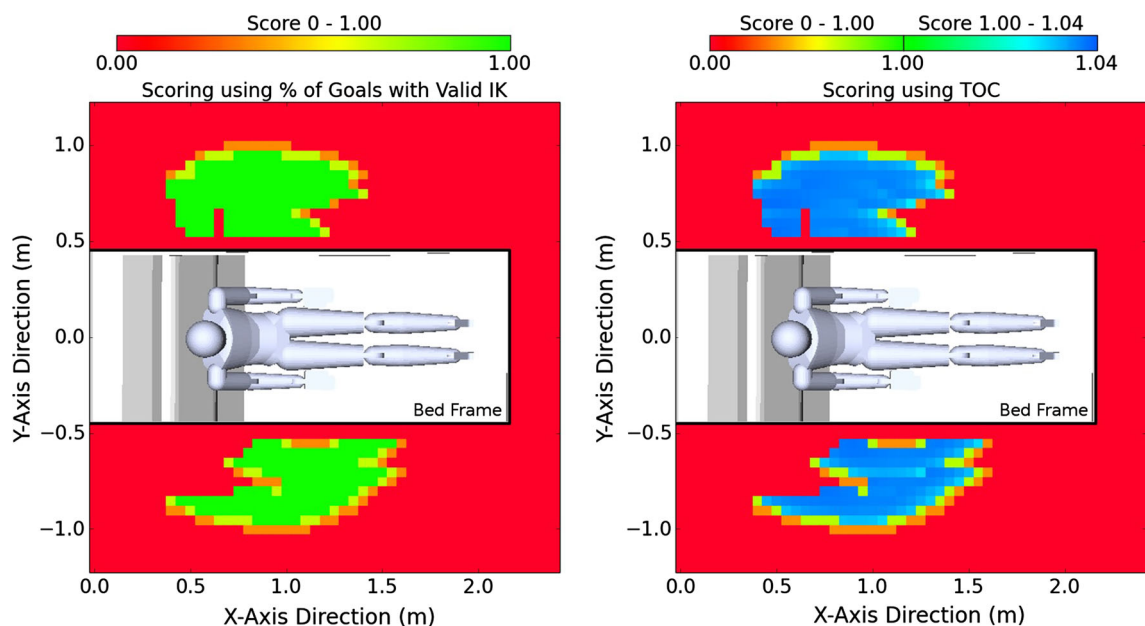 Score 0 - 1.00
0.00 1.00
Scoring using % of Goals with Valid IK
Y-Axis Direction (m)
1.0
0.5
0.0
−0.5
−1.0
Bed Frame
0.0 0.5 1.0 1.5 2.0
X-Axis Direction (m)
Score 0 - 1.00 Score 1.00 - 1.04
0.00 1.00 1.04
Scoring using TOC
Y-Axis Direction (m)
1.0
0.5
0.0
−0.5
−1.0
Bed Frame
0.0 0.5 1.0 1.5 2.0
X-Axis Direction (m)